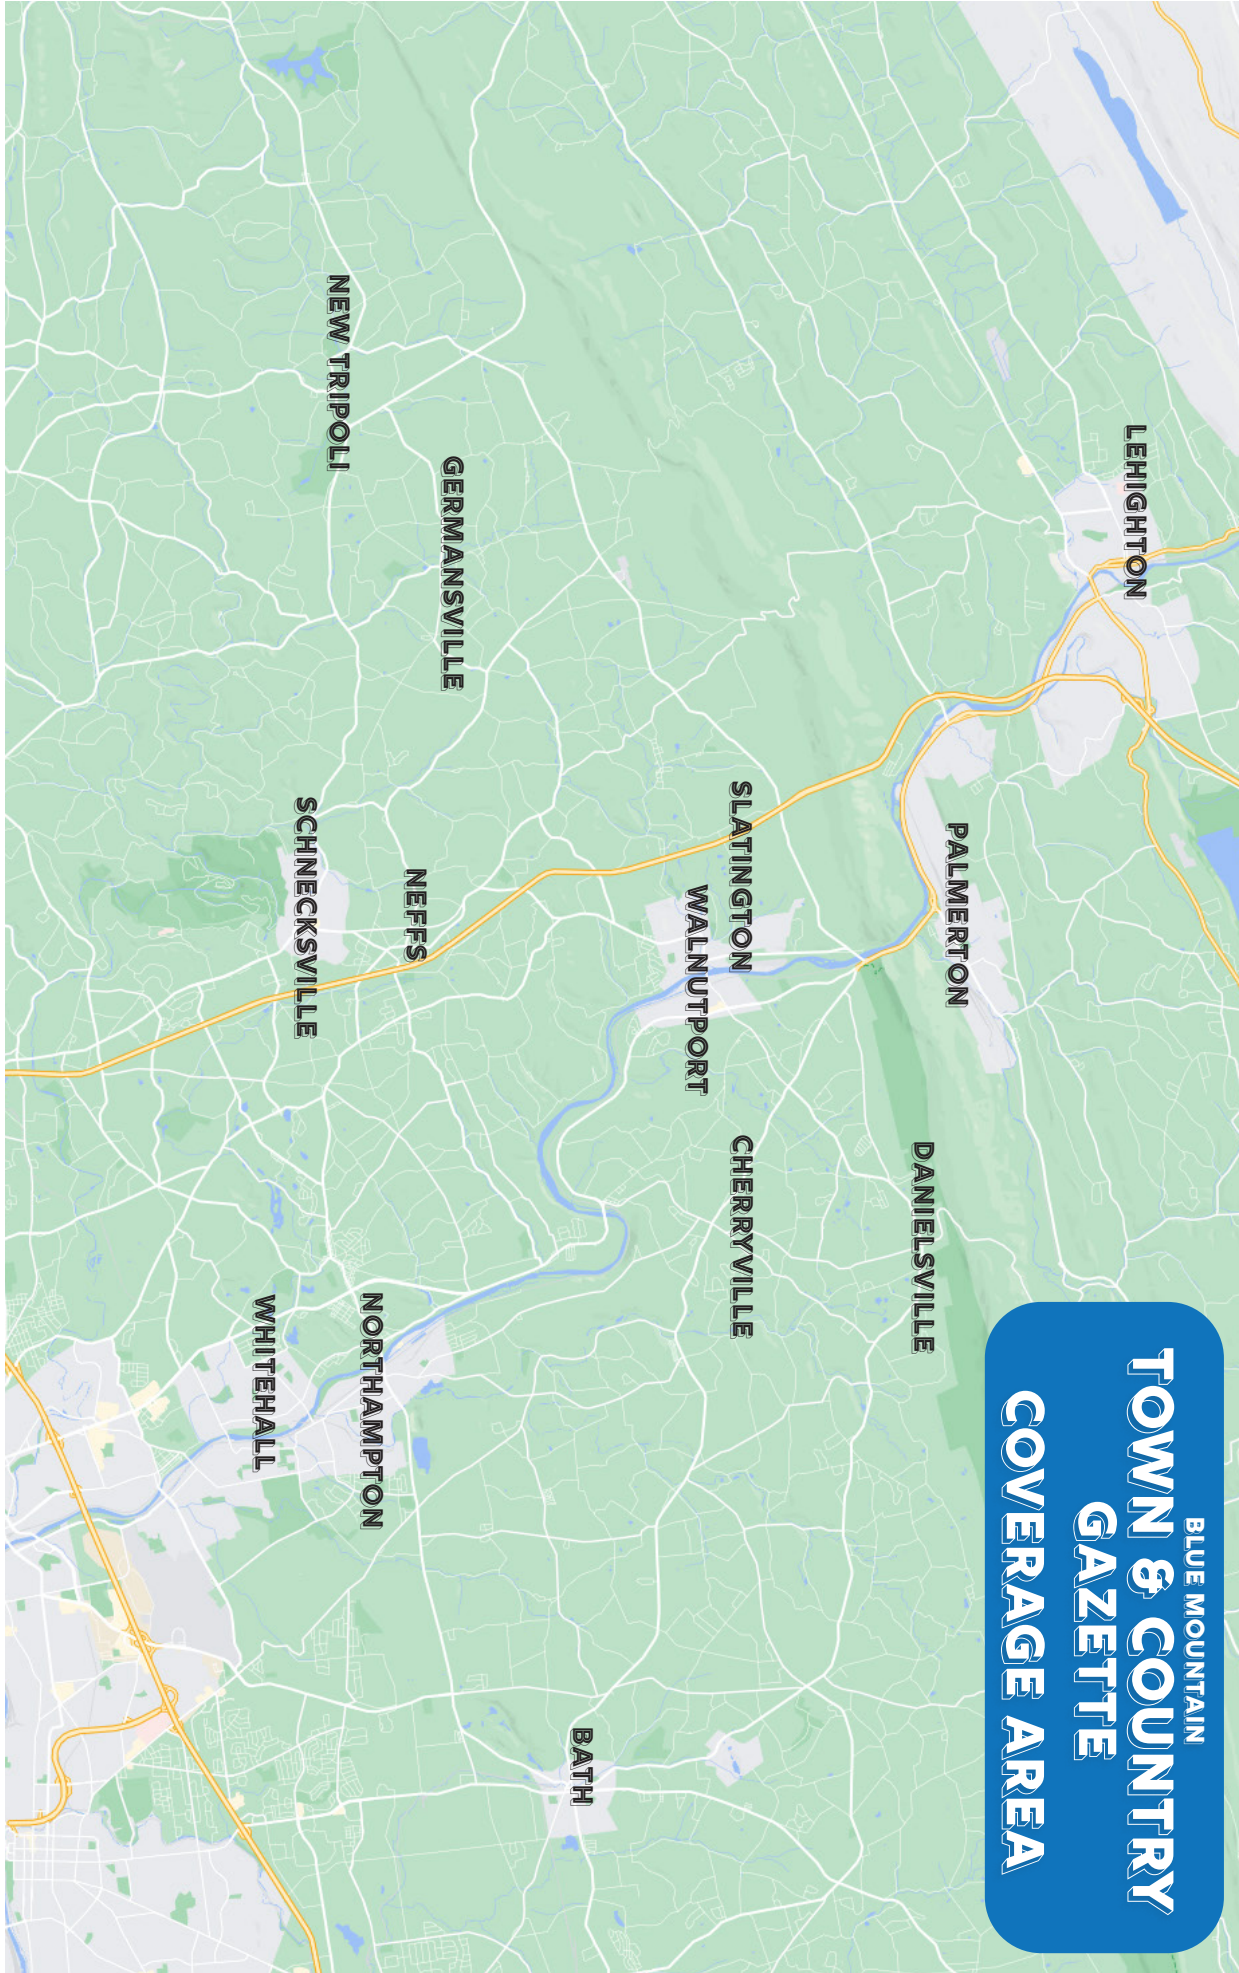 BLUE MOUNTAIN
TOWN & COUNTRY
GAZETTE
COVERAGE AREA
LEHIGHTON
PALMERTON
DANIELSVILLE
SLATINGTON
WALNUTPORT
CHERRYVILLE
BATH
GERMANSVILLE
NEFFS
NEW TRIPOLI
SCHNECKSVILLE
NORTHAMPTON
WHITEHALL